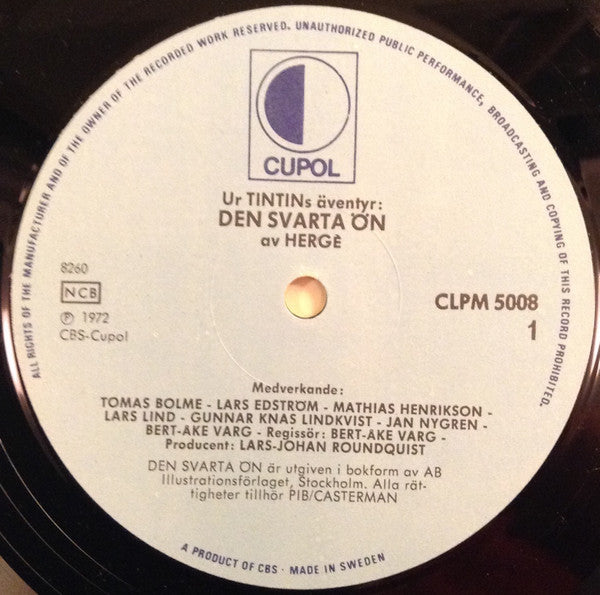 ALL RIGHTS OF THE MANUFACTURER AND OF THE OWNER OF THE RECORDED WORK RESERVED. UNAUTHORIZED PUBLIC PERFORMANCE, BROADCASTING AND COPYING OF THIS RECORD PROHIBITED.
CUPOL
Ur TINTINs äventyr:
DEN SVARTA ÖN
av HERGÈ
8260
NCB
Ⓟ 1972
CBS-Cupol
CLPM 5008
1
Medverkande:
TOMAS BOLME - LARS EDSTRÖM - MATHIAS HENRIKSON -
LARS LIND - GUNNAR KNAS LINDKVIST - JAN NYGREN -
BERT-AKE VARG - Regissör: BERT-AKE VARG -
Producent: LARS-JOHAN ROUNDQUIST
DEN SVARTA ÖN är utgiven i bokform av AB
Illustrationsförlaget, Stockholm. Alla rät-
tigheter tillhör PIB/CASTERMAN
A PRODUCT OF CBS · MADE IN SWEDEN